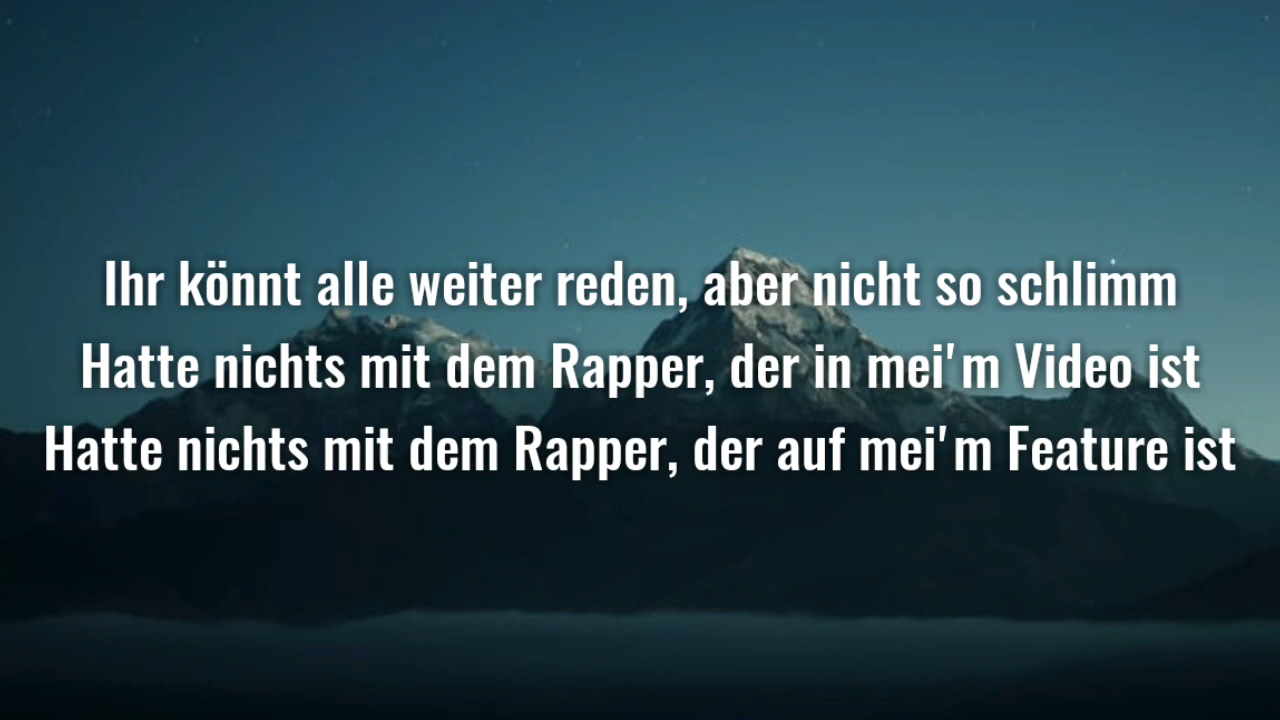 Ihr könnt alle weiter reden, aber nicht so schlimm
Hatte nichts mit dem Rapper, der in mei'm Video ist
Hatte nichts mit dem Rapper, der auf mei'm Feature ist